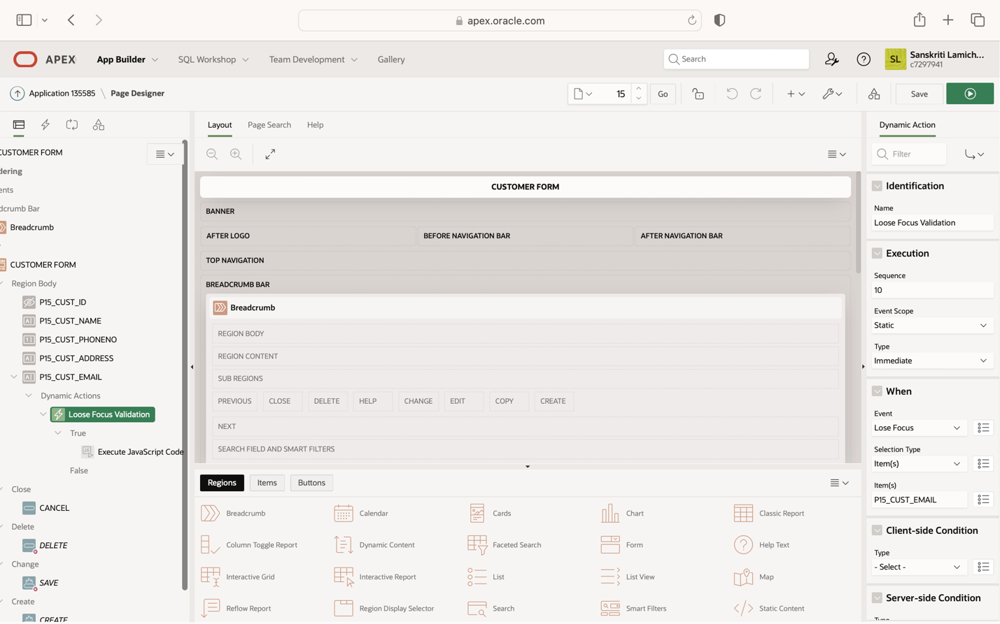 apex.oracle.com
APEX
App Builder
SQL Workshop
Team Development
Gallery
Search
SL
Sanskriti Lamich...
c7297941
Application 135585 \ Page Designer
15
Go
Save
CUSTOMER FORM
dering
ents
dcrumb Bar
Breadcrumb
CUSTOMER FORM
Region Body
P15_CUST_ID
P15_CUST_NAME
P15_CUST_PHONENO
P15_CUST_ADDRESS
P15_CUST_EMAIL
Dynamic Actions
Loose Focus Validation
True
Execute JavaScript Code
False
Close
CANCEL
Delete
DELETE
Change
SAVE
Create
CREATE
Layout
Page Search
Help
CUSTOMER FORM
BANNER
AFTER LOGO
BEFORE NAVIGATION BAR
AFTER NAVIGATION BAR
TOP NAVIGATION
BREADCRUMB BAR
Breadcrumb
REGION BODY
REGION CONTENT
SUB REGIONS
PREVIOUS
CLOSE
DELETE
HELP
CHANGE
EDIT
COPY
CREATE
NEXT
SEARCH FIELD AND SMART FILTERS
Regions
Items
Buttons
Breadcrumb
Calendar
Cards
Chart
Classic Report
Column Toggle Report
Dynamic Content
Faceted Search
Form
Help Text
Interactive Grid
Interactive Report
List
List View
Map
Reflow Report
Region Display Selector
Search
Smart Filters
Static Content
Dynamic Action
Filter
Identification
Name
Loose Focus Validation
Execution
Sequence
10
Event Scope
Static
Type
Immediate
When
Event
Lose Focus
Selection Type
Item(s)
Item(s)
P15_CUST_EMAIL
Client-side Condition
Type
- Select -
Server-side Condition
Type